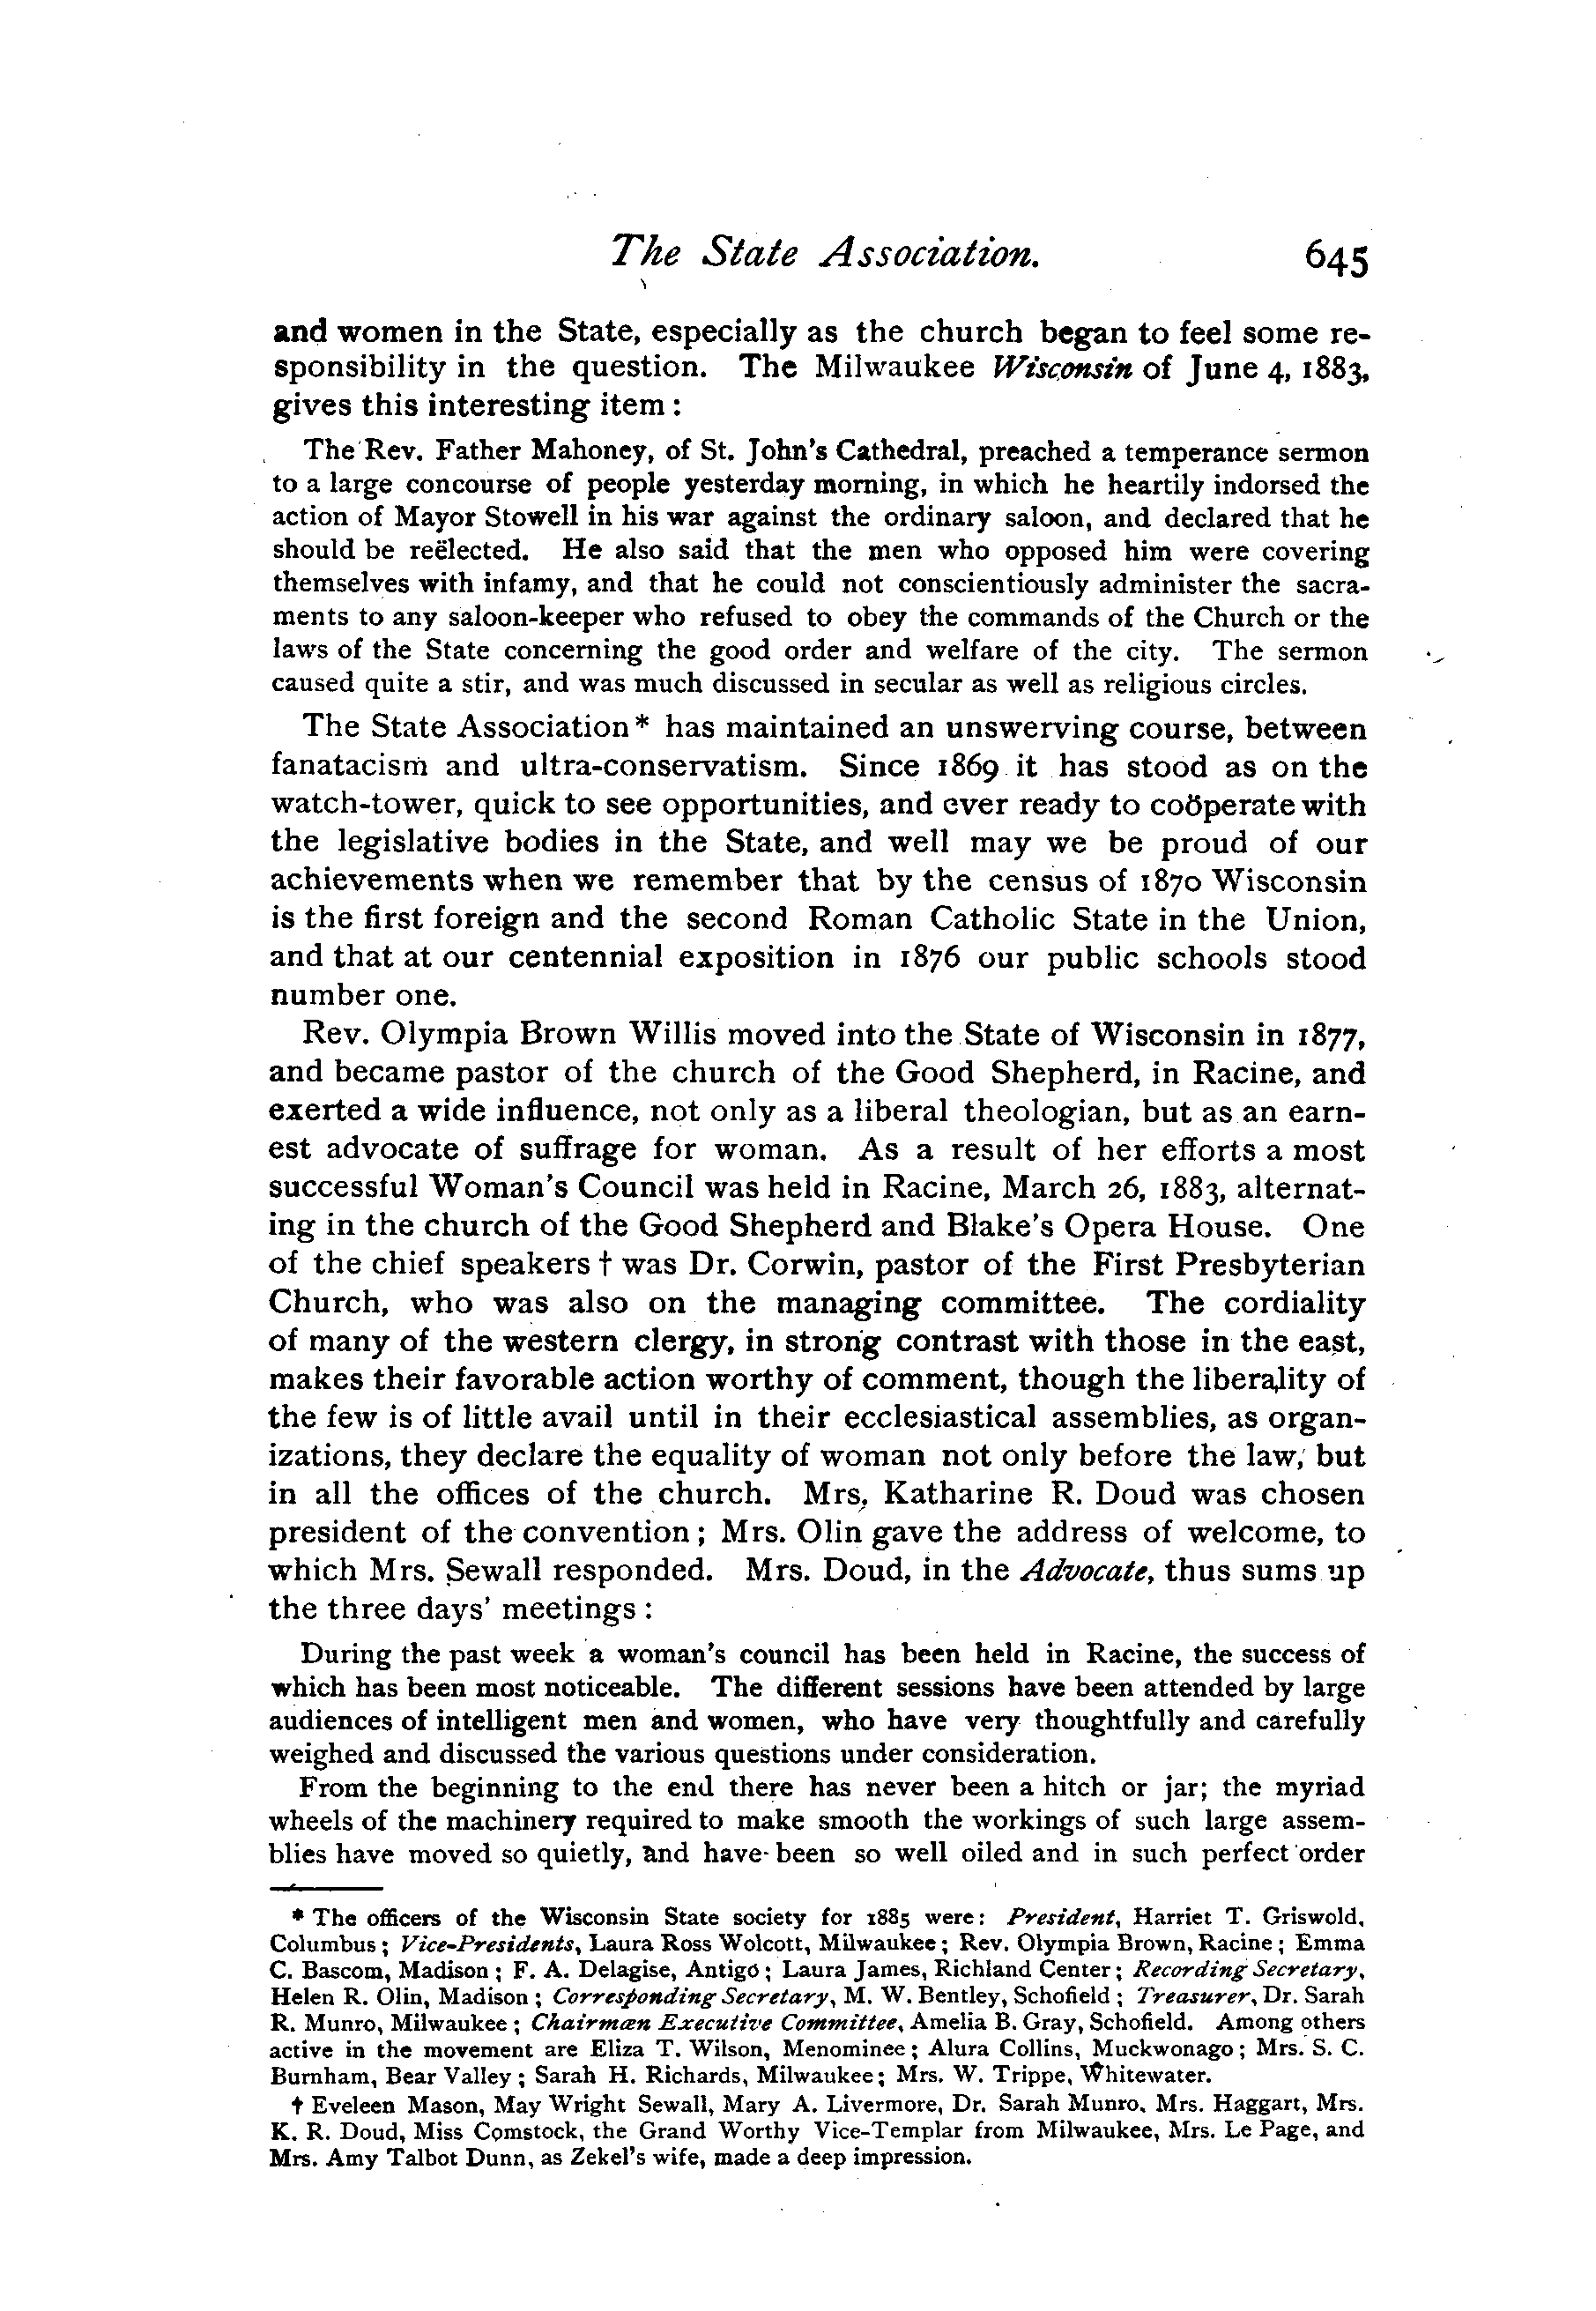 The State Association. 645
and women in the State, especially as the church began to feel some re-
sponsibility in the question. The Milwaukee Wisconsin of June 4, 1883,
gives this interesting item :
The Rev. Father Mahoney, of St. John's Cathedral, preached a temperance sermon
to a large concourse of people yesterday morning, in which he heartily indorsed the
action of Mayor Stowell in his war against the ordinary saloon, and declared that he
should be reëlected. He also said that the men who opposed him were covering
themselves with infamy, and that he could not conscientiously administer the sacra-
ments to any saloon-keeper who refused to obey the commands of the Church or the
laws of the State concerning the good order and welfare of the city. The sermon
caused quite a stir, and was much discussed in secular as well as religious circles.
The State Association* has maintained an unswerving course, between
fanatacism and ultra-conservatism. Since 1869 it has stood as on the
watch-tower, quick to see opportunities, and ever ready to coöperate with
the legislative bodies in the State, and well may we be proud of our
achievements when we remember that by the census of 1870 Wisconsin
is the first foreign and the second Roman Catholic State in the Union,
and that at our centennial exposition in 1876 our public schools stood
number one.
Rev. Olympia Brown Willis moved into the State of Wisconsin in 1877,
and became pastor of the church of the Good Shepherd, in Racine, and
exerted a wide influence, not only as a liberal theologian, but as an earn-
est advocate of suffrage for woman. As a result of her efforts a most
successful Woman's Council was held in Racine, March 26, 1883, alternat-
ing in the church of the Good Shepherd and Blake's Opera House. One
of the chief speakers † was Dr. Corwin, pastor of the First Presbyterian
Church, who was also on the managing committee. The cordiality
of many of the western clergy, in strong contrast with those in the east,
makes their favorable action worthy of comment, though the liberality of
the few is of little avail until in their ecclesiastical assemblies, as organ-
izations, they declare the equality of woman not only before the law, but
in all the offices of the church. Mrs. Katharine R. Doud was chosen
president of the convention ; Mrs. Olin gave the address of welcome, to
which Mrs. Sewall responded. Mrs. Doud, in the Advocate, thus sums up
the three days' meetings :
During the past week a woman's council has been held in Racine, the success of
which has been most noticeable. The different sessions have been attended by large
audiences of intelligent men and women, who have very thoughtfully and carefully
weighed and discussed the various questions under consideration.
From the beginning to the end there has never been a hitch or jar; the myriad
wheels of the machinery required to make smooth the workings of such large assem-
blies have moved so quietly, and have been so well oiled and in such perfect order
* The officers of the Wisconsin State society for 1885 were: President, Harriet T. Griswold,
Columbus ; Vice-Presidents, Laura Ross Wolcott, Milwaukee ; Rev. Olympia Brown, Racine ; Emma
C. Bascom, Madison ; F. A. Delagise, Antigo ; Laura James, Richland Center ; Recording Secretary,
Helen R. Olin, Madison ; Corresponding Secretary, M. W. Bentley, Schofield ; Treasurer, Dr. Sarah
R. Munro, Milwaukee ; Chairman Executive Committee, Amelia B. Gray, Schofield. Among others
active in the movement are Eliza T. Wilson, Menominee ; Alura Collins, Muckwonago ; Mrs. S. C.
Burnham, Bear Valley ; Sarah H. Richards, Milwaukee; Mrs. W. Trippe, Whitewater.
† Eveleen Mason, May Wright Sewall, Mary A. Livermore, Dr. Sarah Munro, Mrs. Haggart, Mrs.
K. R. Doud, Miss Comstock, the Grand Worthy Vice-Templar from Milwaukee, Mrs. Le Page, and
Mrs. Amy Talbot Dunn, as Zekel's wife, made a deep impression.